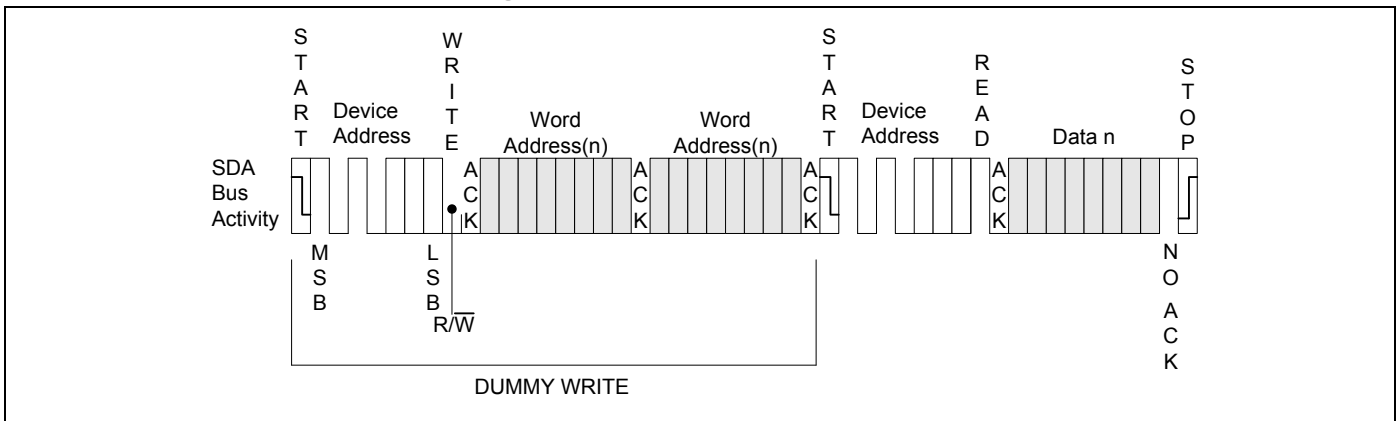 START
WRITE
START
READ
STOP
Device
Address
Word
Address(n)
Word
Address(n)
Device
Address
Data n
SDA
Bus
Activity
ACK
ACK
ACK
ACK
MSB
LSB
R/W̅
NO ACK
DUMMY WRITE